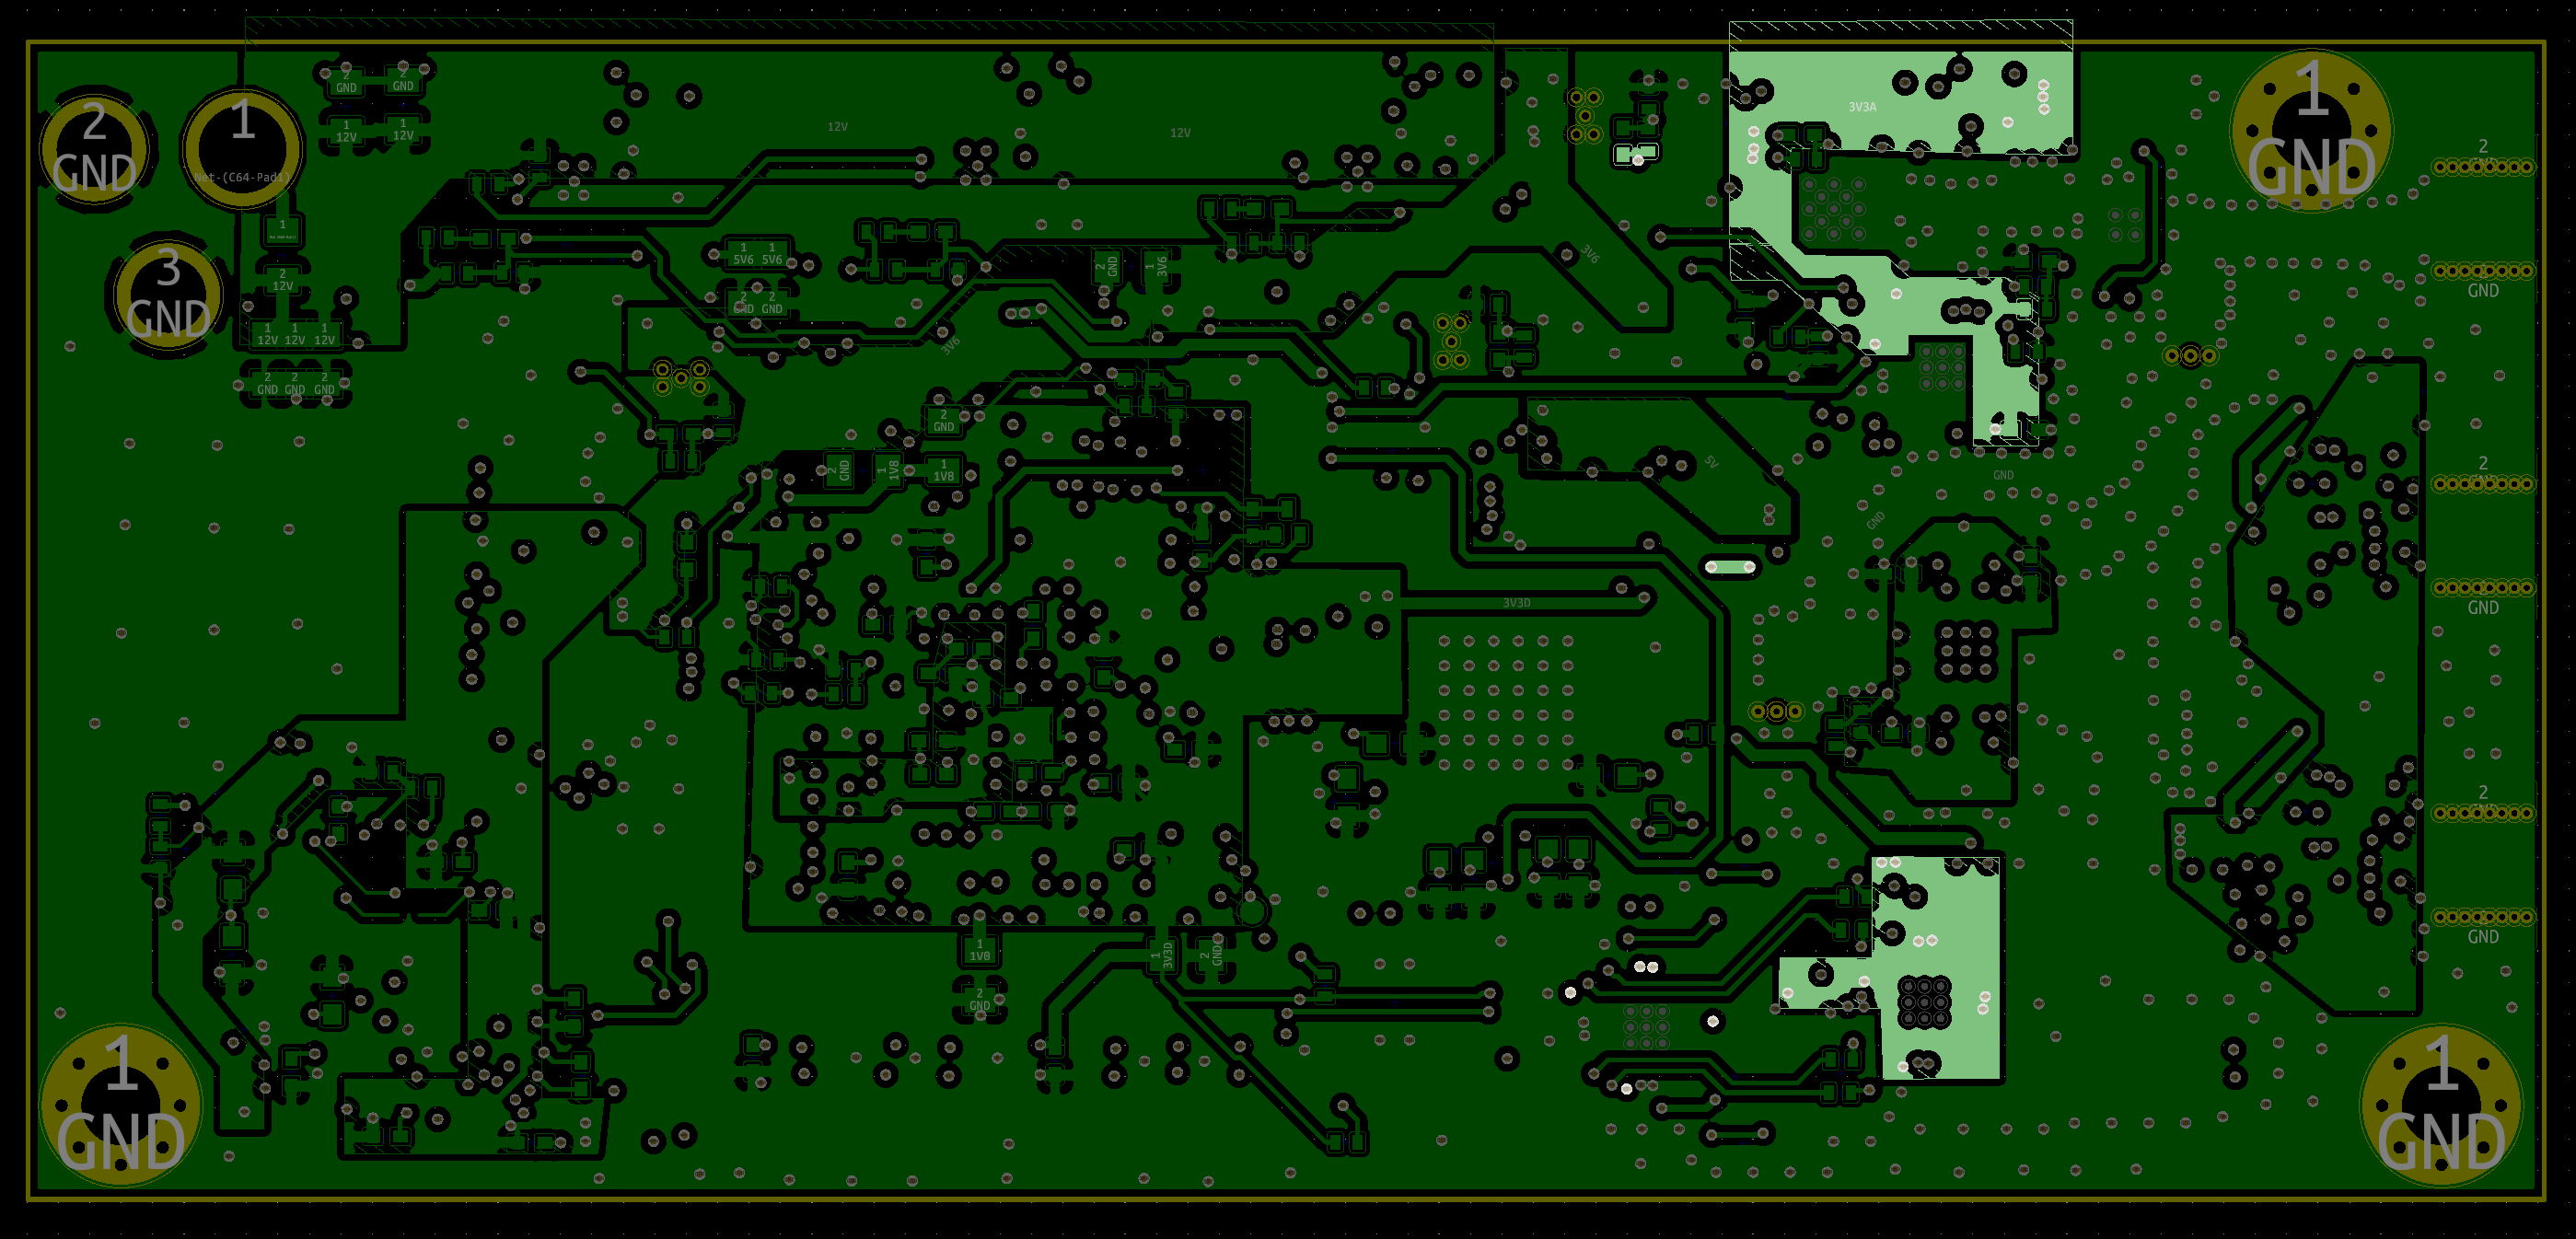 2
GND
1
Net-(C64-Pad1)
2
GND
2
GND
1
12V
1
12V
12V
12V
3V3A
1
GND
2
3
GND
1
2
12V
1 1 1
12V 12V 12V
2 2 2
GND GND GND
1 1
5V6 5V6
2 2
GND GND
2
GND
1
3V6
3V6
3V6
GND
2
GND
2
GND
1
1V8
1
1V8
5V
GND
GND
2
3V3D
GND
2
GND
1
1V0
2
GND
1
3V3D
2
GND
1
GND
1
GND